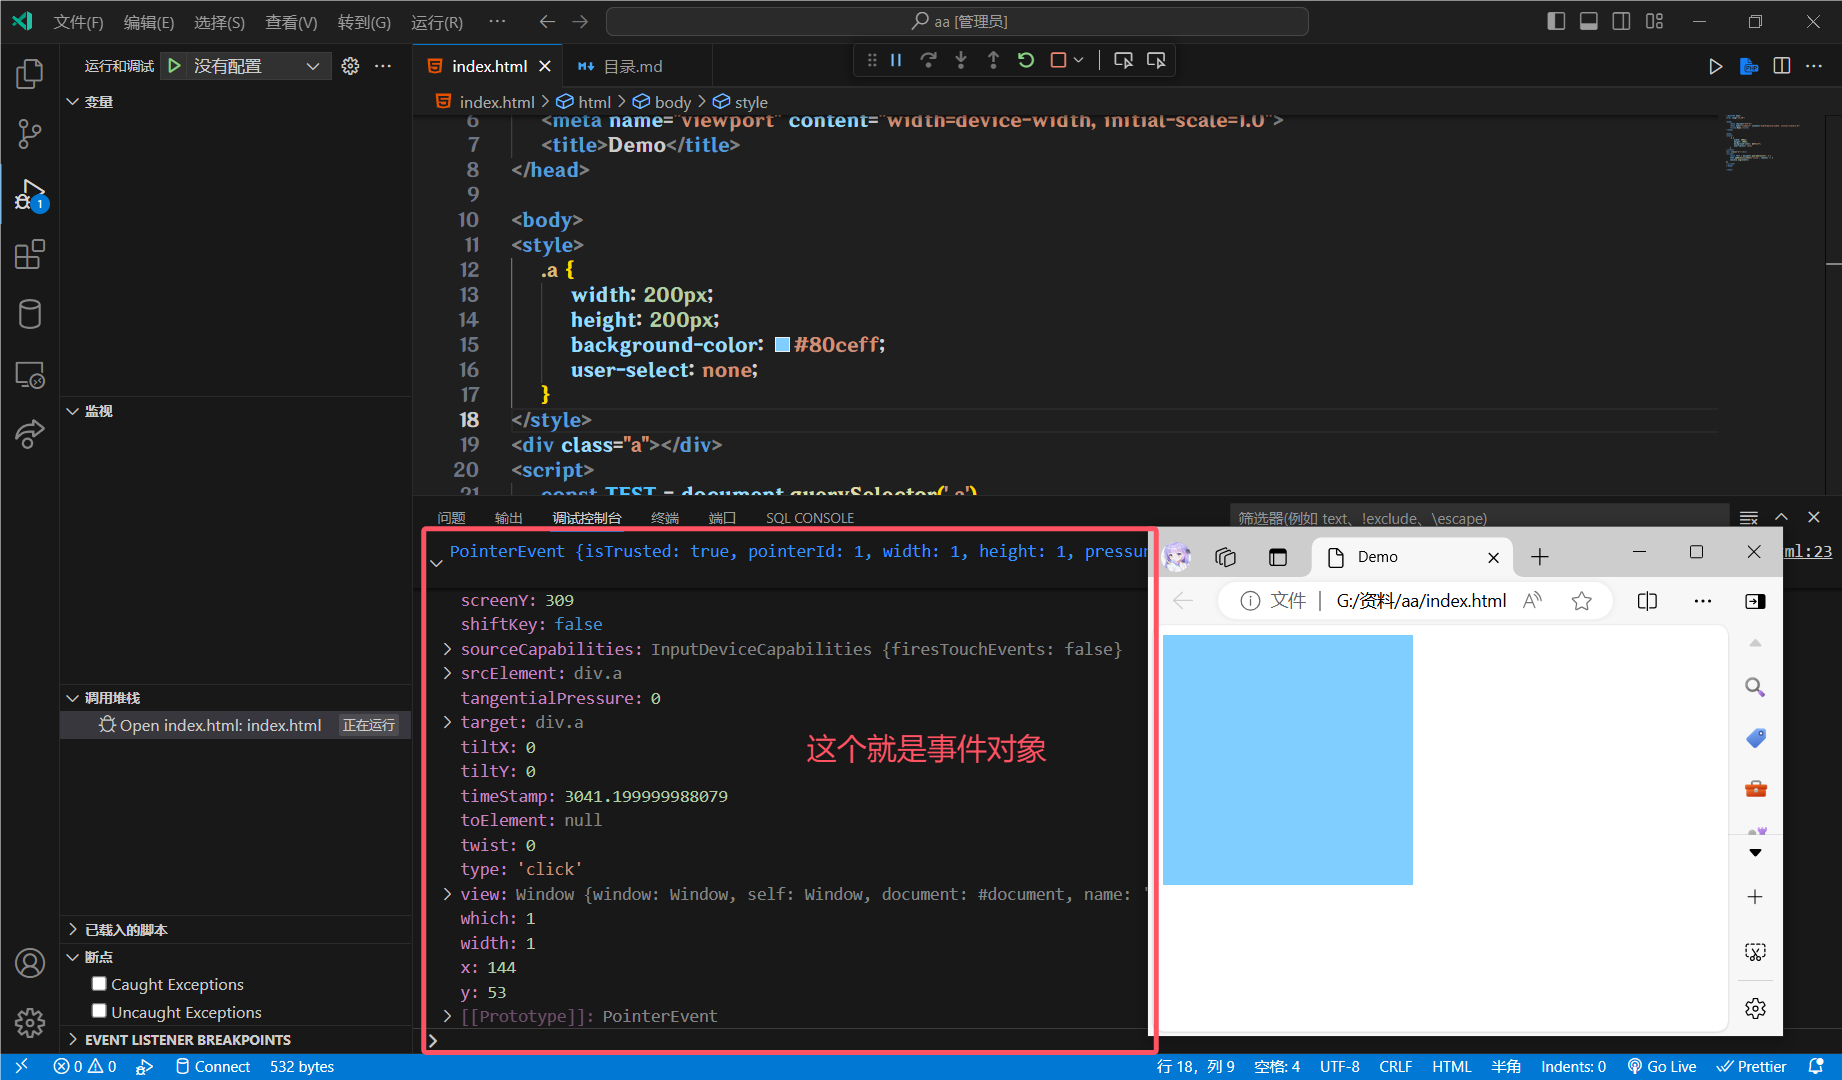 文件(F) 编辑(E) 选择(S) 查看(V) 转到(G) 运行(R) ··· aa [管理员]
运行和调试 没有配置 ···
index.html 目录.md
index.html > html > body > style
变量
6 <meta name="viewport" content="width=device-width, initial-scale=1.0">
7 <title>Demo</title>
8 </head>
9
10 <body>
11 <style>
12 .a {
13 width: 200px;
14 height: 200px;
15 background-color: #80ceff;
16 user-select: none;
17 }
18 </style>
19 <div class="a"></div>
20 <script>
21 const TEST = document.querySelector('.a')
监视
调用堆栈
Open index.html: index.html 正在运行
已载入的脚本
断点
Caught Exceptions
Uncaught Exceptions
EVENT LISTENER BREAKPOINTS
1
问题 输出 调试控制台 终端 端口 SQL CONSOLE 筛选器(例如 text、!exclude、\escape)
PointerEvent {isTrusted: true, pointerId: 1, width: 1, height: 1, pressur
ml:23
screenY: 309
shiftKey: false
sourceCapabilities: InputDeviceCapabilities {firesTouchEvents: false}
srcElement: div.a
tangentialPressure: 0
target: div.a
tiltX: 0
tiltY: 0
timeStamp: 3041.199999988079
toElement: null
twist: 0
type: 'click'
view: Window {window: Window, self: Window, document: #document, name: '
which: 1
width: 1
x: 144
y: 53
[[Prototype]]: PointerEvent
这个就是事件对象
Demo
文件 | G:/资料/aa/index.html
0 0 Connect 532 bytes 行 18，列 9 空格: 4 UTF-8 CRLF HTML 半角 Indents: 0 Go Live Prettier